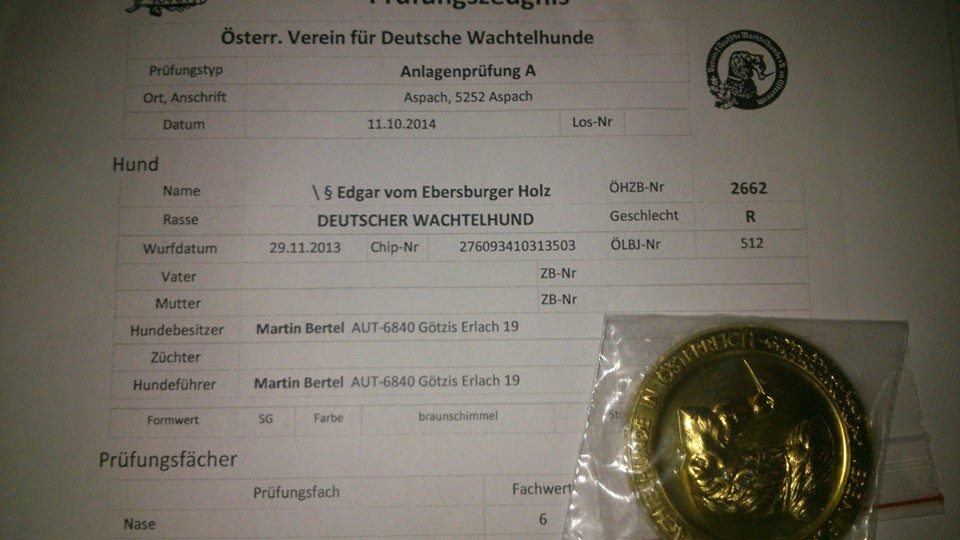 Prüfungszeugnis
Österr. Verein für Deutsche Wachtelhunde
Prüfungstyp Anlagenprüfung A
Ort, Anschrift Aspach, 5252 Aspach
Datum 11.10.2014 Los-Nr
Hund
Name \ § Edgar vom Ebersburger Holz ÖHZB-Nr 2662
Rasse DEUTSCHER WACHTELHUND Geschlecht R
Wurfdatum 29.11.2013 Chip-Nr 276093410313503 ÖLBJ-Nr 512
Vater ZB-Nr
Mutter ZB-Nr
Hundebesitzer Martin Bertel AUT-6840 Götzis Erlach 19
Züchter
Hundeführer Martin Bertel AUT-6840 Götzis Erlach 19
Formwert SG Farbe braunschimmel
Prüfungsfächer
Prüfungsfach Fachwert
Nase 6
IN ÖSTERREICH